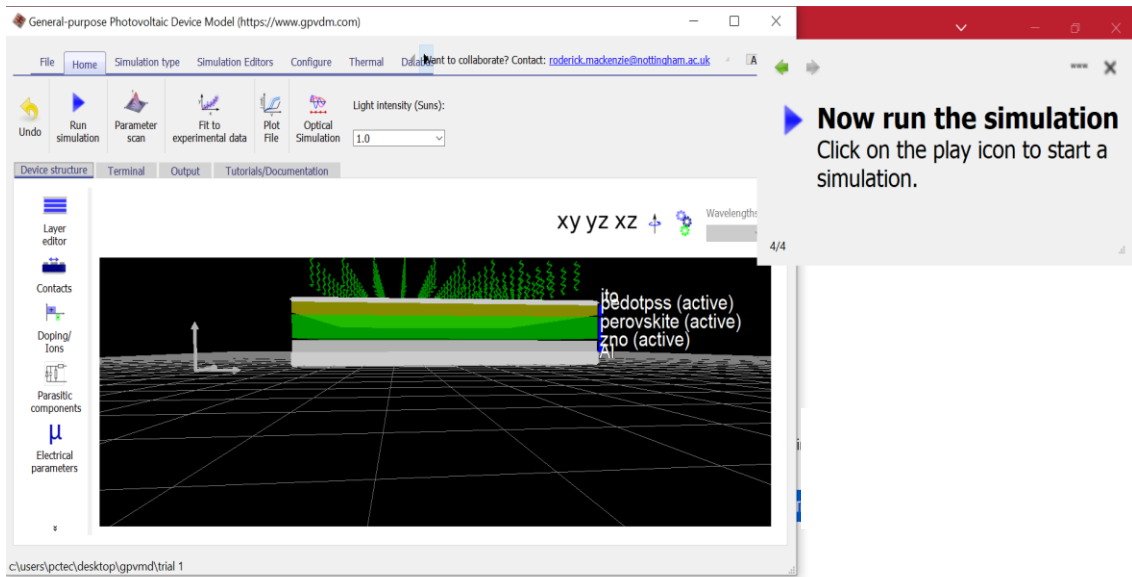 General-purpose Photovoltaic Device Model (https://www.gpvdm.com)
File Home Simulation type Simulation Editors Configure Thermal Want to collaborate? Contact: roderick.mackenzie@nottingham.ac.uk A
Undo
Run
simulation
Parameter
scan
Fit to
experimental data
Plot
File
Optical
Simulation
Light intensity (Suns):
1.0
Device structure Terminal Output Tutorials/Documentation
Layer
editor
Contacts
Doping/
Ions
Parasitic
components
μ
Electrical
parameters
xy yz xz
Wavelengths
ito
pedotpss (active)
perovskite (active)
zno (active)
Al
c:\users\pctec\desktop\gpvmd\trial 1
Now run the simulation
Click on the play icon to start a
simulation.
4/4